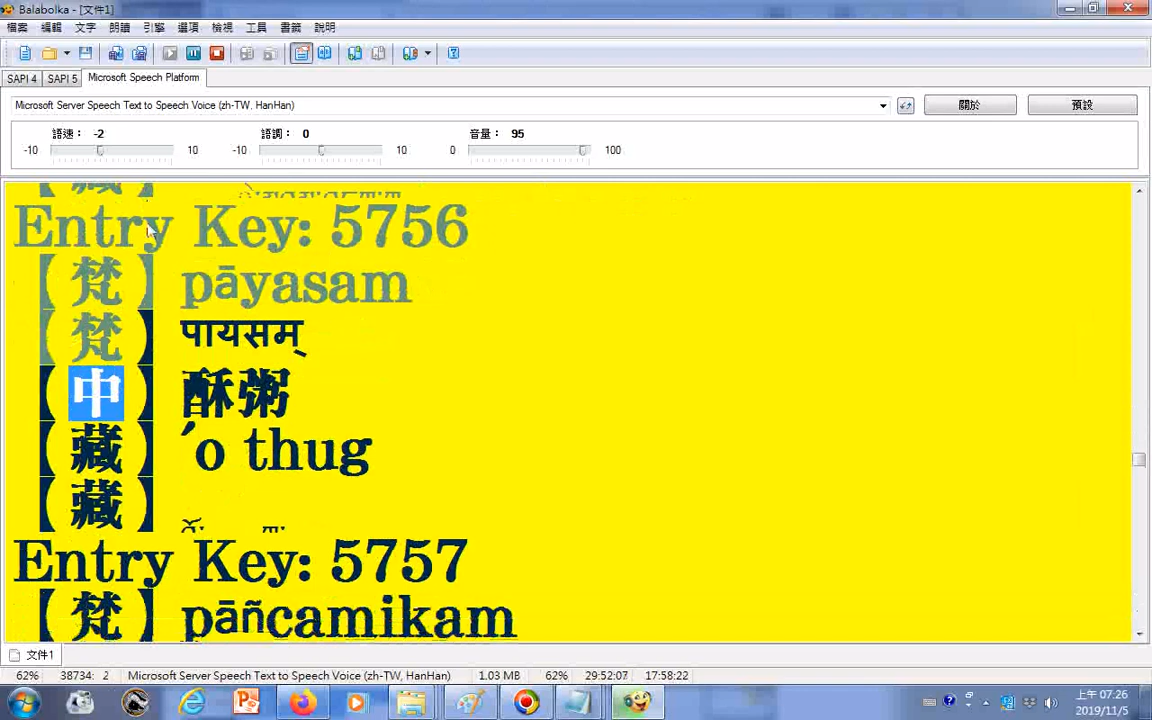 Balabolka - [文件1]
檔案 編輯 文字 朗讀 引擎 選項 檢視 工具 書籤 說明
SAPI 4 SAPI 5 Microsoft Speech Platform
Microsoft Server Speech Text to Speech Voice (zh-TW, HanHan) 關於 預設
語速： -2 語調： 0 音量： 95
-10 10 -10 10 0 100
【藏】
Entry Key: 5756
【梵】 pāyasam
【梵】 पायसम्
【中】 酥粥
【藏】 ´o thug
【藏】
Entry Key: 5757
【梵】 pāñcamikam
文件1
62% 38734: 2 Microsoft Server Speech Text to Speech Voice (zh-TW, HanHan) 1.03 MB 62% 29:52:07 17:58:22
上午 07:26
2019/11/5